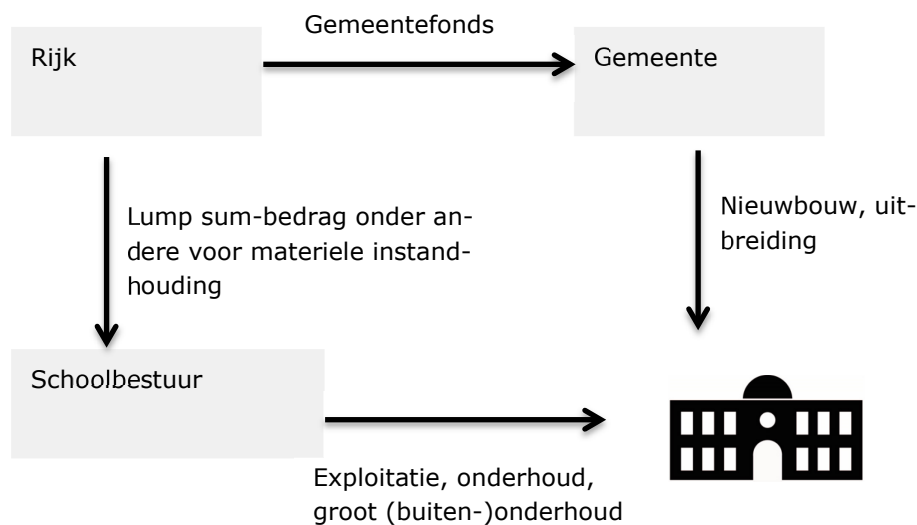 Gemeentefonds
Rijk
Gemeente
Lump sum-bedrag onder an-
dere voor materiele instand-
houding
Nieuwbouw, uit-
breiding
Schoolbestuur
Exploitatie, onderhoud,
groot (buiten-)onderhoud